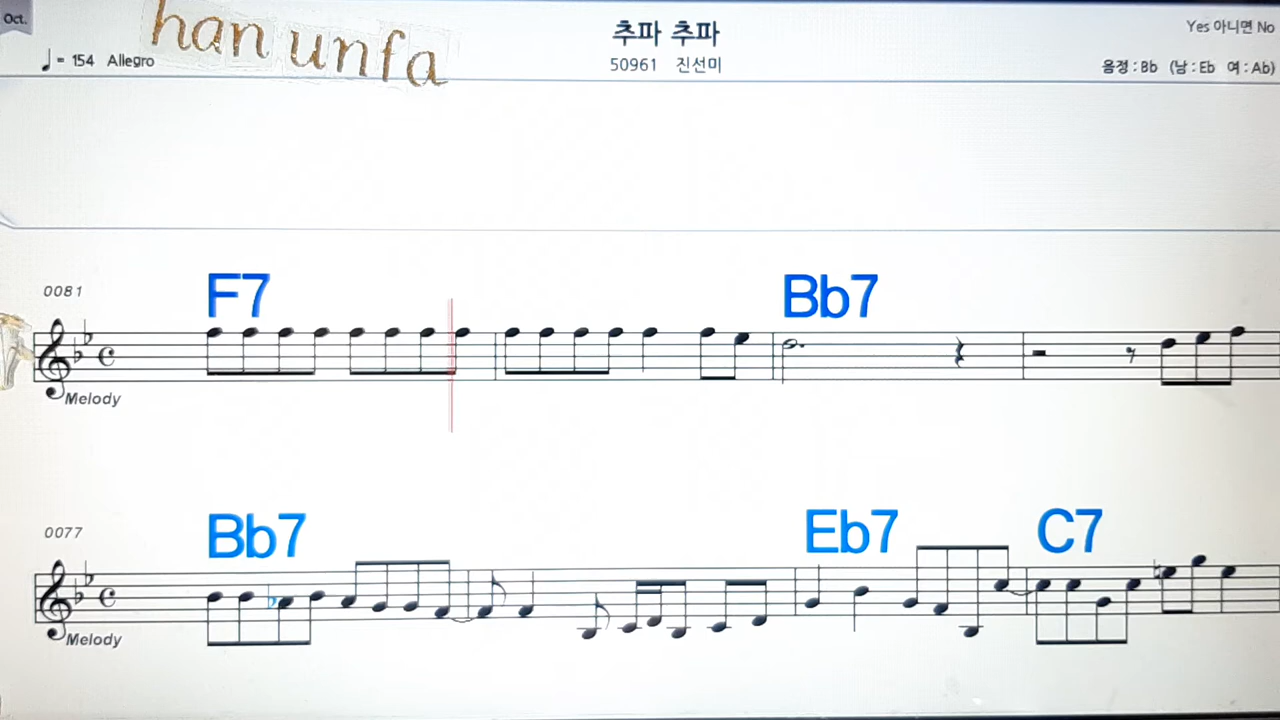 Oct.
han unfa
추파 추파
Yes 아니면 No
♩ = 154 Allegro
50961 진선미
음정 : Bb (남 : Eb 여 : Ab)
0081
F7
Bb7
Melody
0077
Bb7
Eb7
C7
Melody